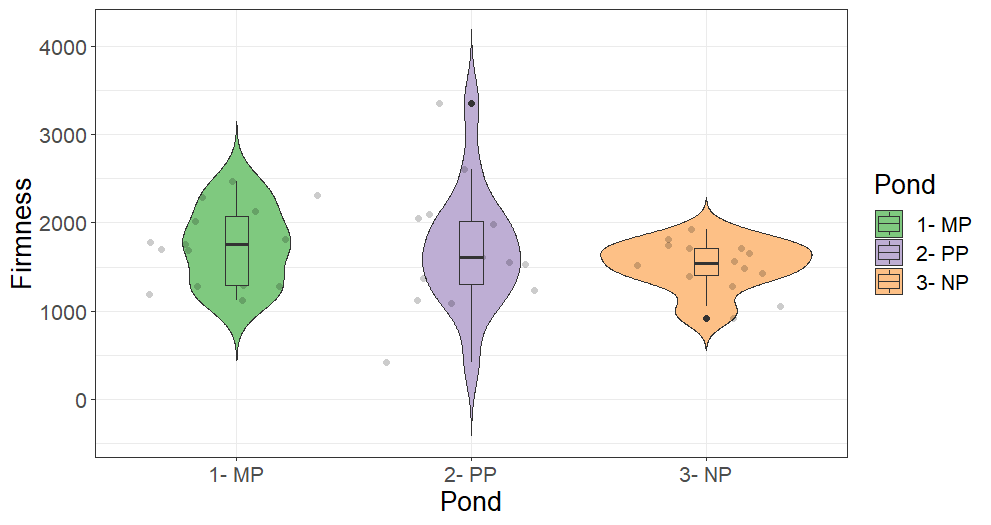 Firmness
4000
3000
2000
1000
0
1- MP
2- PP
3- NP
Pond
Pond
1- MP
2- PP
3- NP